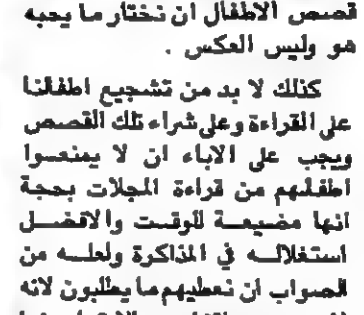 قصص الاطفال ان نختار ما يحبه
هو وليس العكس .
كذلك لا بد من تشجيع اطفالنا
على القراءة وعلى شراء تلك القصص
ويجب على الاباء ان لا يمنعوا
اطفالهم من قراءة المجلات بحجة
انها مضيعة للوقت والافضل
استغلاله في المذاكرة ولعله من
الصواب ان نعطيهم ما يطلبون لانه